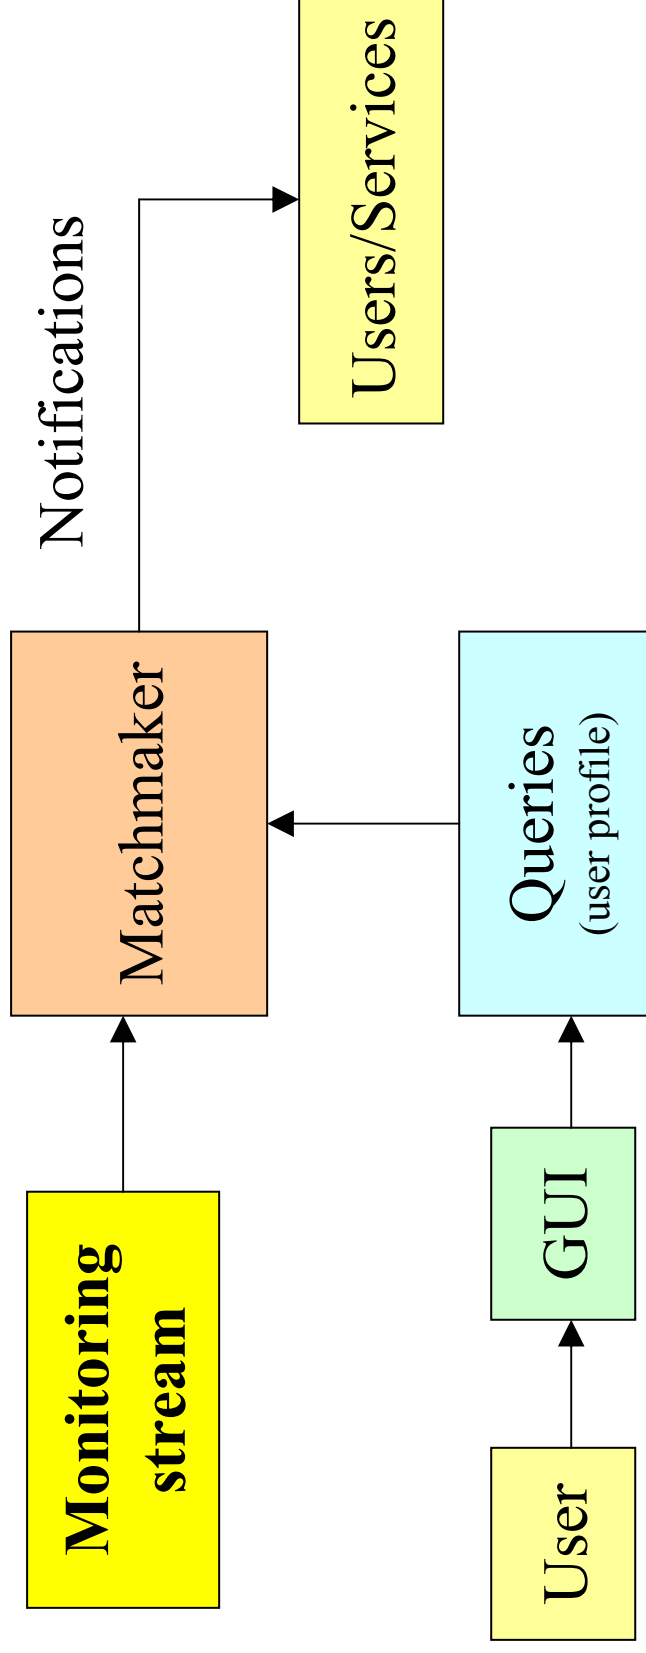 Monitoring
stream
Matchmaker
Notifications
Users/Services
User
GUI
Queries
(user profile)